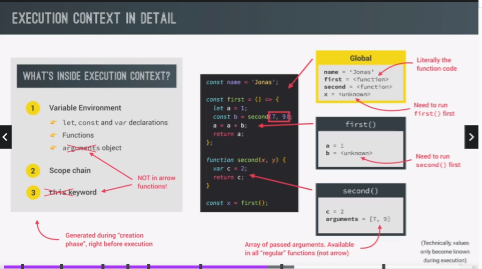 EXECUTION CONTEXT IN DETAIL
WHAT'S INSIDE EXECUTION CONTEXT?
1 Variable Environment
let, const and var declarations
Functions
arguments object
2 Scope chain
3 this keyword
NOT in arrow
functions!
Generated during "creation
phase", right before execution
const name = 'Jonas';
const first = () => {
let a = 1;
const b = second(7, 9);
a = a + b;
return a;
};
function second(x, y) {
var c = 2;
return c;
}
const x = first();
Global
name = 'Jonas'
first = <function>
second = <function>
x = <unknown>
Literally the
function code
Need to run
first() first
first()
a = 1
b = <unknown>
Need to run
second() first
second()
c = 2
arguments = [7, 9]
Array of passed arguments. Available
in all "regular" functions (not arrow)
(Technically, values
only become known
during execution)